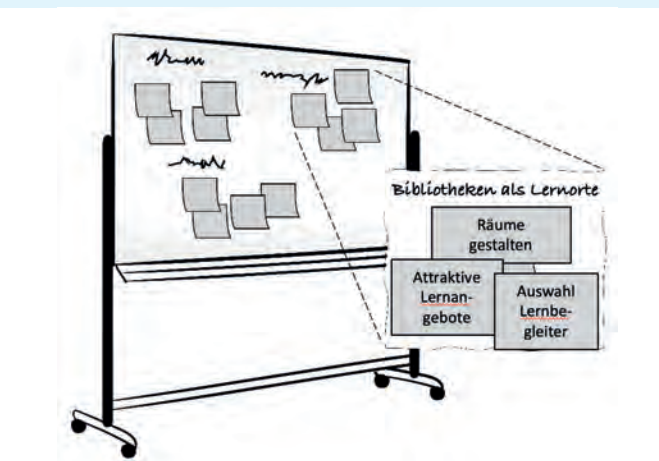 Bibliotheken als Lernorte
Räume
gestalten
Attraktive
Lernan-
gebote
Auswahl
Lernbe-
gleiter